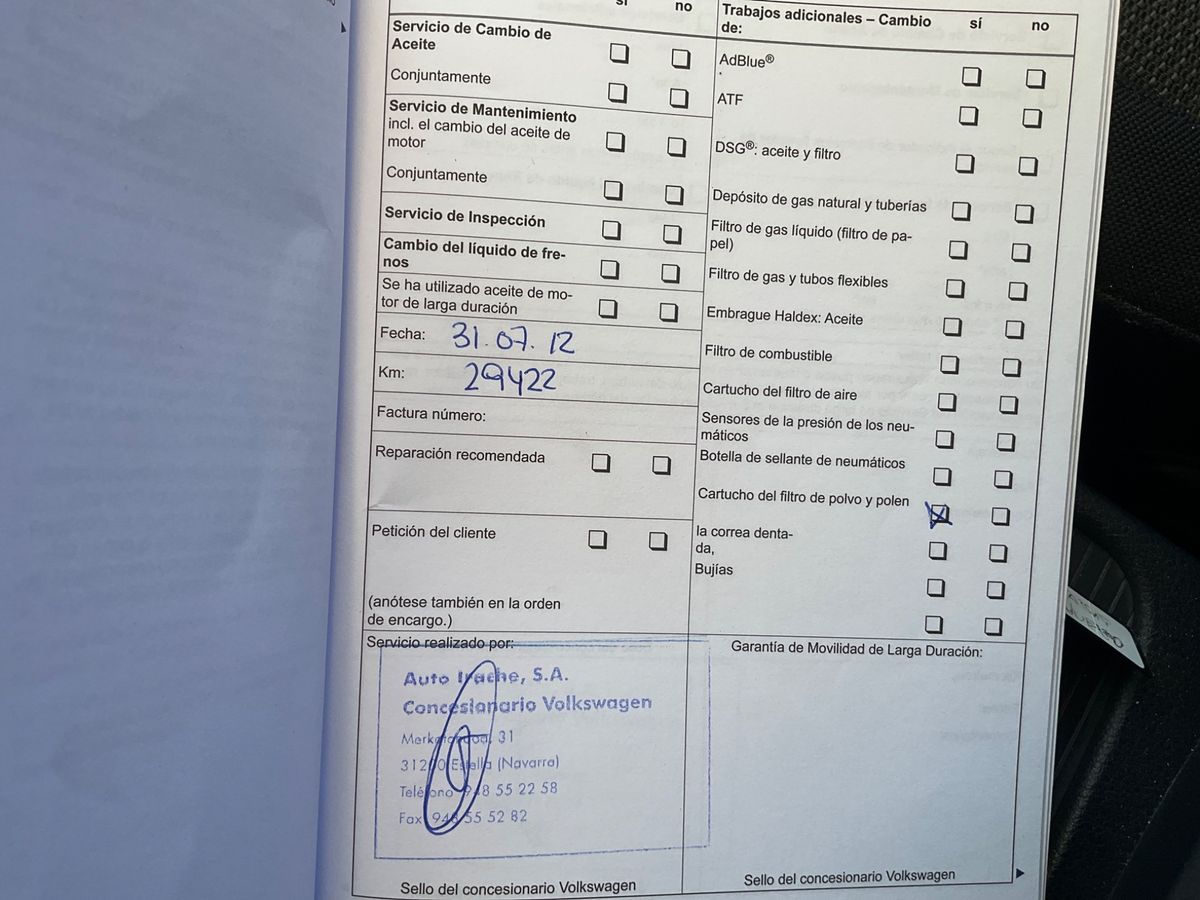 sí no
Servicio de Cambio de
Aceite
Conjuntamente
Servicio de Mantenimiento
incl. el cambio del aceite de
motor
Conjuntamente
Servicio de Inspección
Cambio del líquido de fre-
nos
Se ha utilizado aceite de mo-
tor de larga duración
Fecha: 31.07.12
Km: 29422
Factura número:
Reparación recomendada
Petición del cliente
(anótese también en la orden
de encargo.)
Servicio realizado por:
Auto Irache, S.A.
Concesionario Volkswagen
31
Estella (Navarra)
Teléfono 948 55 22 58
Fax 948 55 52 82
Sello del concesionario Volkswagen
Trabajos adicionales – Cambio sí no
de:
AdBlue®
ATF
DSG®: aceite y filtro
Depósito de gas natural y tuberías
Filtro de gas líquido (filtro de pa-
pel)
Filtro de gas y tubos flexibles
Embrague Haldex: Aceite
Filtro de combustible
Cartucho del filtro de aire
Sensores de la presión de los neu-
máticos
Botella de sellante de neumáticos
Cartucho del filtro de polvo y polen
la correa denta-
da,
Bujías
Garantía de Movilidad de Larga Duración:
Sello del concesionario Volkswagen